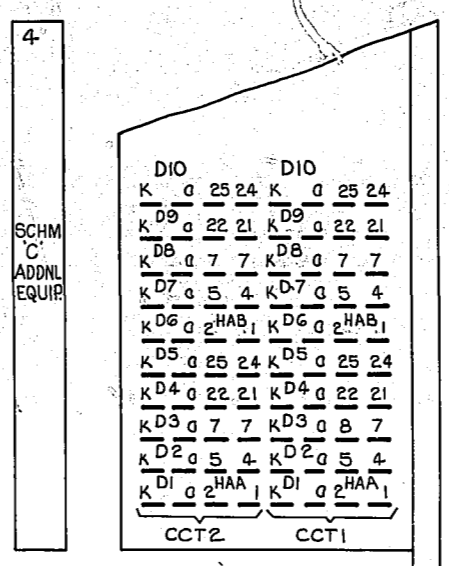 4
SCHM
'C'
ADDNL
EQUIP.
D10 D10
K a 25 24 K a 25 24
K D9 a 22 21 K D9 a 22 21
K D8 a 7 7 K D8 a 7 7
K D7 a 5 4 K D7 a 5 4
K D6 a 2 HAB 1 K D6 a 2 HAB 1
K D5 a 25 24 K D5 a 25 24
K D4 a 22 21 K D4 a 22 21
K D3 a 7 7 K D3 a 8 7
K D2 a 5 4 K D2 a 5 4
K D1 a 2 HAA 1 K D1 a 2 HAA 1
CCT2 CCT1